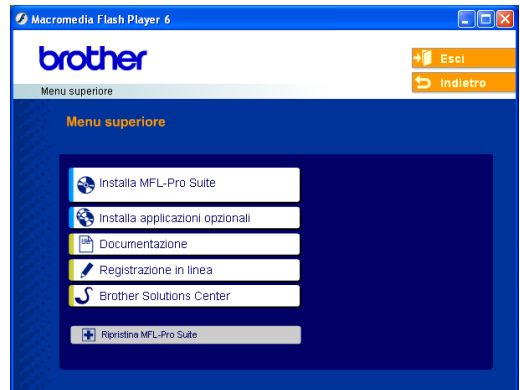 Macromedia Flash Player 6
brother
Esci
Indietro
Menu superiore
Menu superiore
Installa MFL-Pro Suite
Installa applicazioni opzionali
Documentazione
Registrazione in linea
Brother Solutions Center
Ripristina MFL-Pro Suite